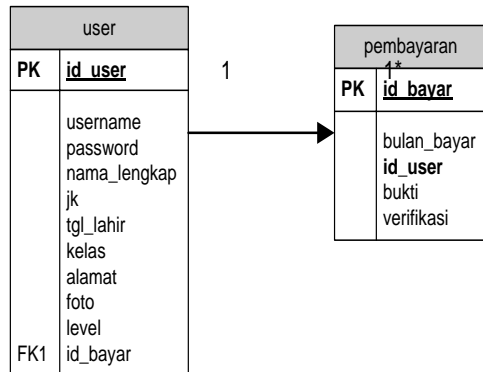 user
PK id_user
username
password
nama_lengkap
jk
tgl_lahir
kelas
alamat
foto
level
FK1 id_bayar
1
pembayaran
1*
PK id_bayar
bulan_bayar
id_user
bukti
verifikasi